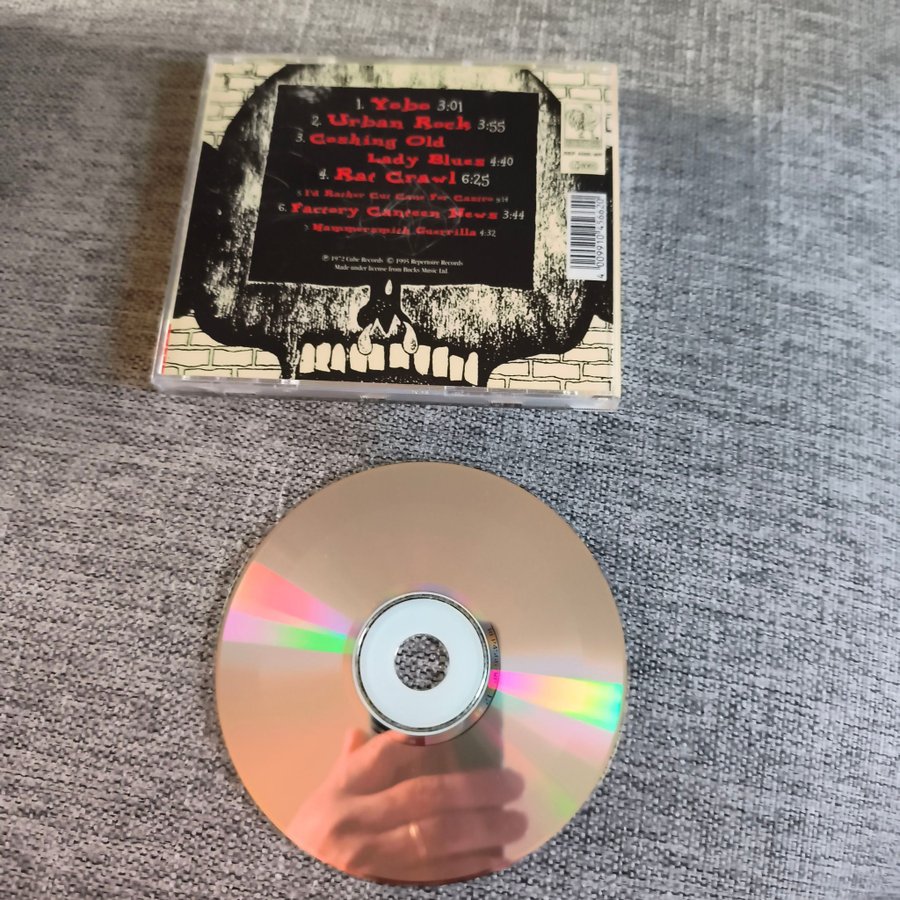 1. Yobo 3:01
2. Urban Rock 3:55
3. Coshing Old
Lady Blues 4:40
4. Rat Crawl 6:25
5. I'd Rather Cut Cane For Castro 5:14
6. Factory Canteen News 3:44
7. Hammersmith Guerrilla 4:32
℗ 1972 Cube Records © 1995 Repertoire Records
Made under license from Bucks Music Ltd.